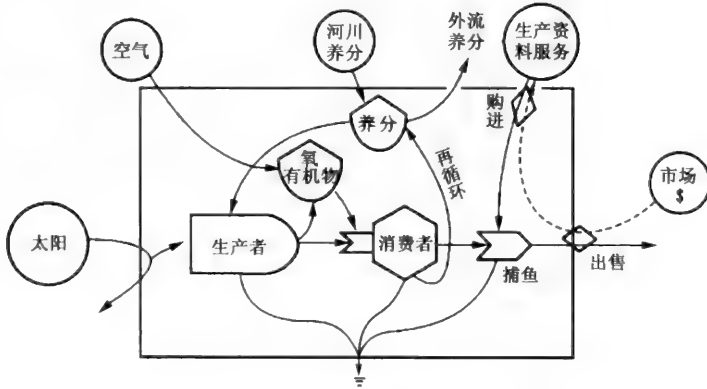 空气
河川
养分
外流
养分
生产资
料服务
购
进
养分
氧
有机物
再
循
环
市场
$
太阳
生产者
消费者
捕鱼
出售